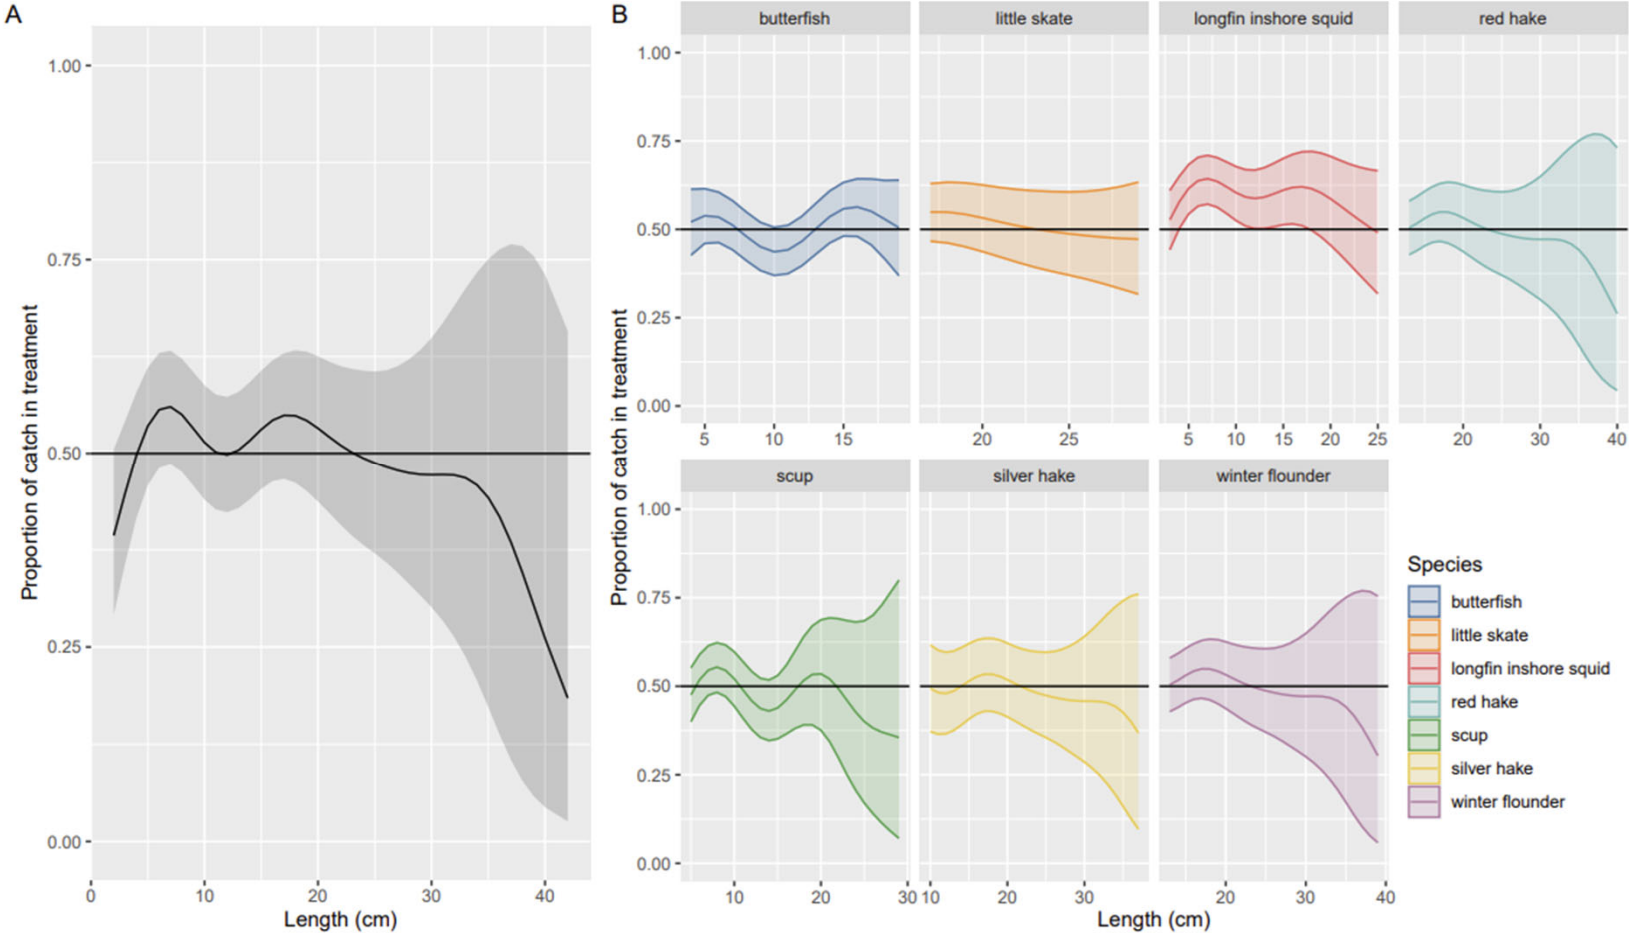 A
1.00
0.75
0.50
0.25
0.00
0 10 20 30 40
Length (cm)
Proportion of catch in treatment
B
butterfish little skate longfin inshore squid red hake
1.00
0.75
0.50
0.25
0.00
5 10 15 20 25 5 10 15 20 25 20 30 40
scup silver hake winter flounder
1.00
0.75
0.50
0.25
0.00
10 20 30 10 20 30 20 30 40
Length (cm)
Proportion of catch in treatment
Species
butterfish
little skate
longfin inshore squid
red hake
scup
silver hake
winter flounder